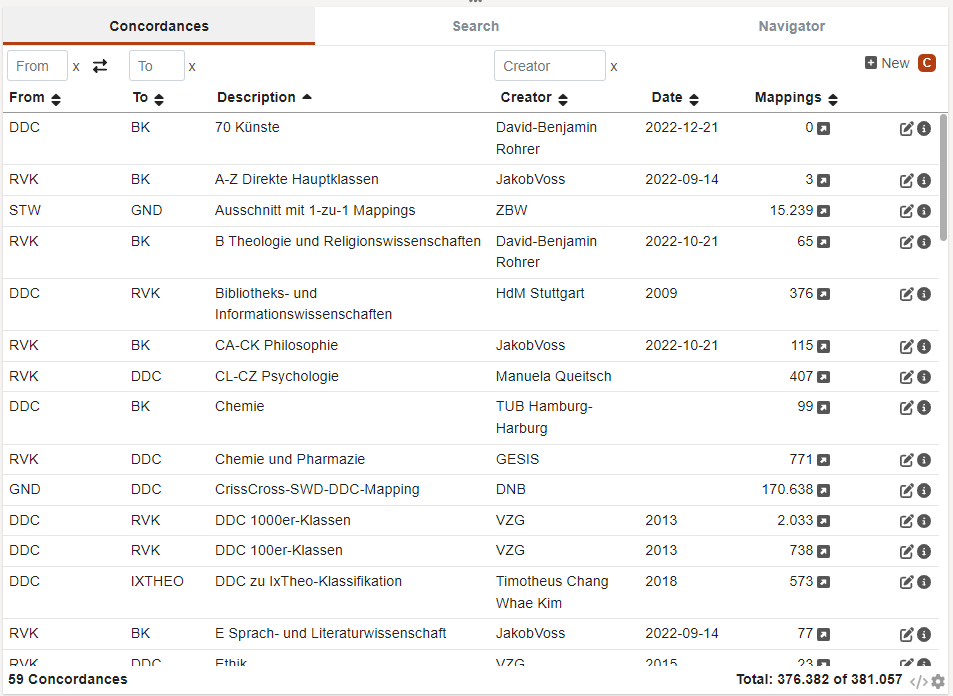 Concordances Search Navigator
From x To x Creator x New C
From To Description Creator Date Mappings
DDC BK 70 Künste David-Benjamin 2022-12-21 0
Rohrer
RVK BK A-Z Direkte Hauptklassen JakobVoss 2022-09-14 3
STW GND Ausschnitt mit 1-zu-1 Mappings ZBW 15.239
RVK BK B Theologie und Religionswissenschaften David-Benjamin 2022-10-21 65
Rohrer
DDC RVK Bibliotheks- und HdM Stuttgart 2009 376
Informationswissenschaften
RVK BK CA-CK Philosophie JakobVoss 2022-10-21 115
RVK DDC CL-CZ Psychologie Manuela Queitsch 407
DDC BK Chemie TUB Hamburg- 99
Harburg
RVK DDC Chemie und Pharmazie GESIS 771
GND DDC CrissCross-SWD-DDC-Mapping DNB 170.638
DDC RVK DDC 1000er-Klassen VZG 2013 2.033
DDC RVK DDC 100er-Klassen VZG 2013 738
DDC IXTHEO DDC zu IxTheo-Klassifikation Timotheus Chang 2018 573
Whae Kim
RVK BK E Sprach- und Literaturwissenschaft JakobVoss 2022-09-14 77
RVK DDC Ethik VZG 2015 23
59 Concordances Total: 376.382 of 381.057 </>